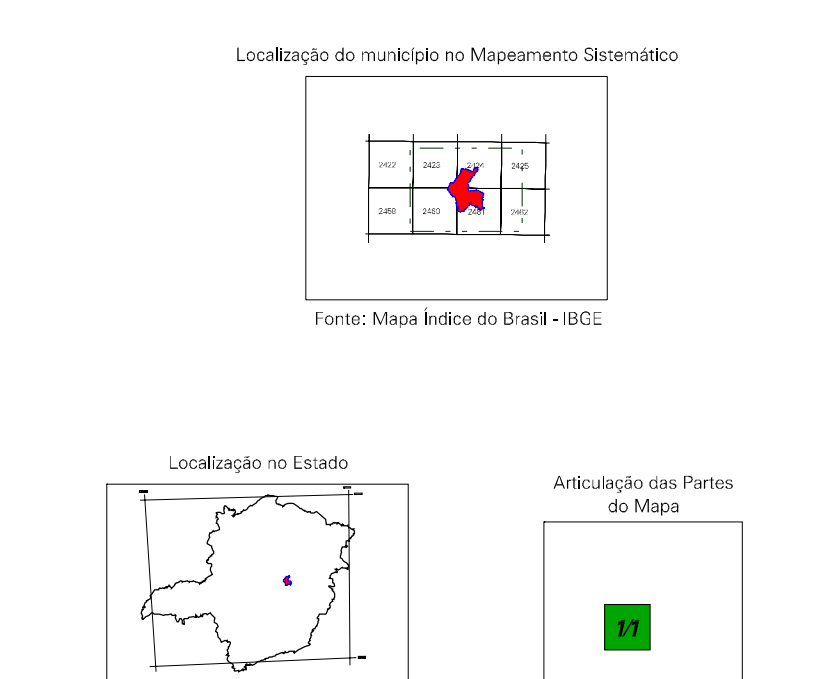 Localização do município no Mapeamento Sistemático
2422 2423 2424 2425
2458 2461 2462
Fonte: Mapa Índice do Brasil - IBGE
Localização no Estado
Articulação das Partes
do Mapa
1/1